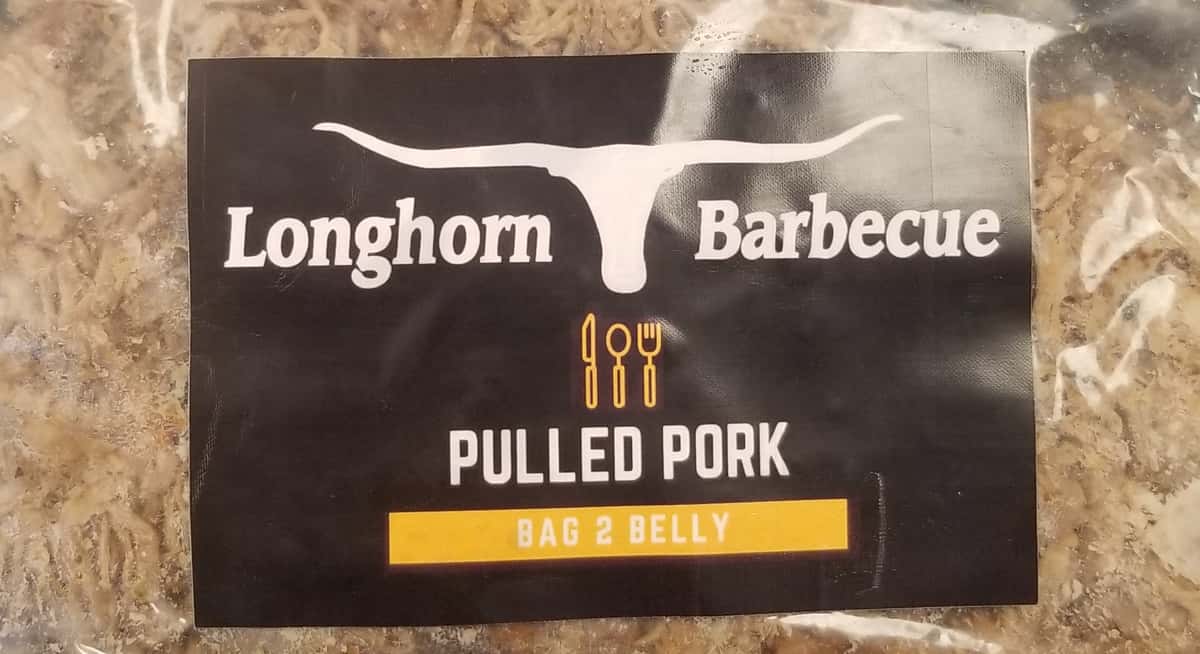 Longhorn Barbecue
PULLED PORK
BAG 2 BELLY